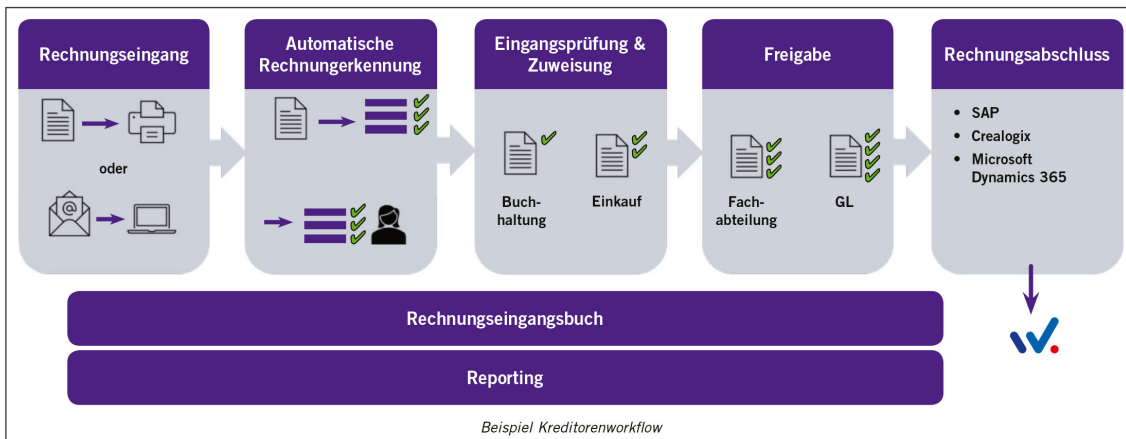 Rechnungseingang
Automatische
Rechnungerkennung
Eingangsprüfung &
Zuweisung
Freigabe
Rechnungsabschluss
oder
Buch-
haltung
Einkauf
Fach-
abteilung
GL
• SAP
• Crealogix
• Microsoft
Dynamics 365
Rechnungseingangsbuch
Reporting
Beispiel Kreditorenworkflow